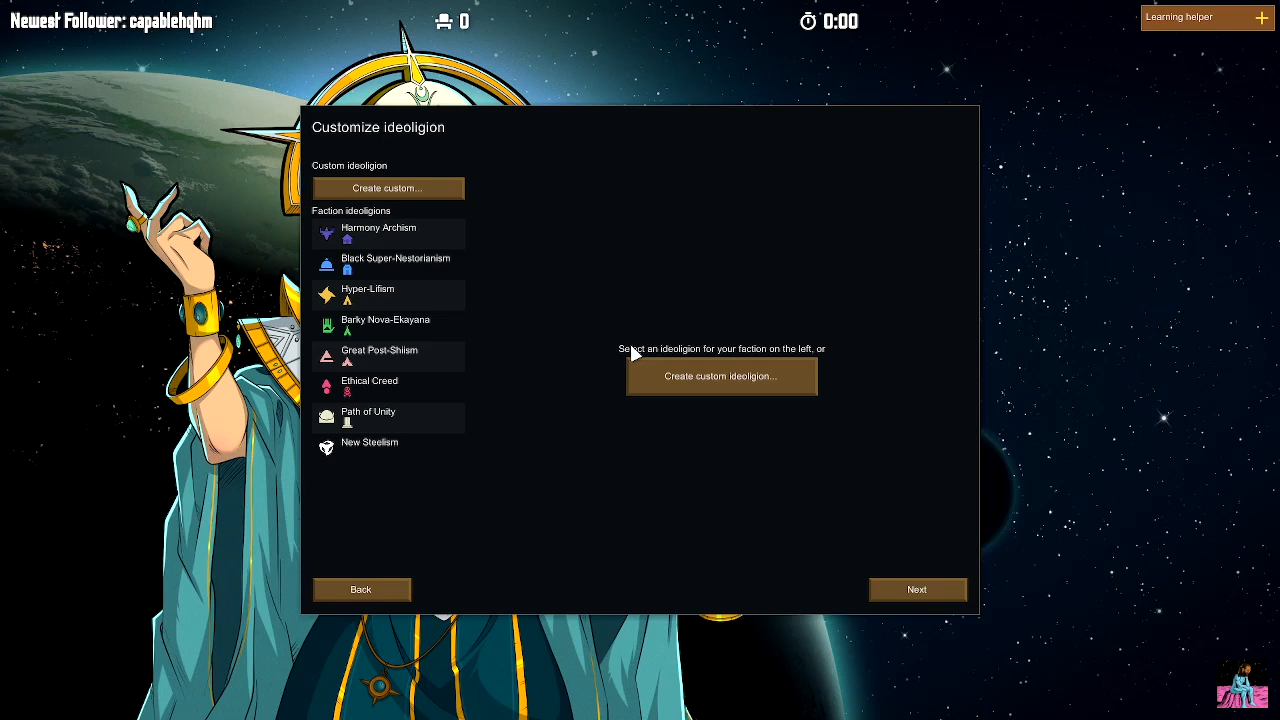 Newest Follower: capablehqhm
0
0:00
Learning helper
Customize ideoligion
Custom ideoligion
Create custom...
Faction ideoligions
Harmony Archism
Black Super-Nestorianism
Hyper-Lifism
Barky Nova-Ekayana
Great Post-Shiism
Ethical Creed
Path of Unity
New Steelism
Select an ideoligion for your faction on the left, or
Create custom ideoligion...
Back
Next